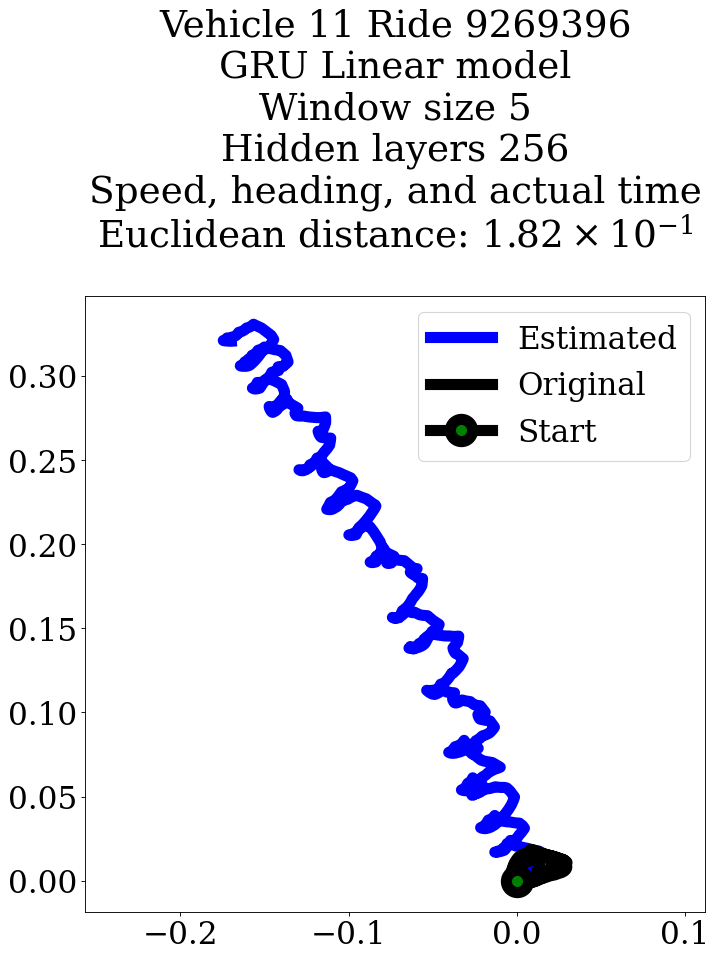 Vehicle 11 Ride 9269396
GRU Linear model
Window size 5
Hidden layers 256
Speed, heading, and actual time
Euclidean distance: 1.82 × 10⁻¹
Estimated
Original
Start
0.30
0.25
0.20
0.15
0.10
0.05
0.00
−0.2 −0.1 0.0 0.1